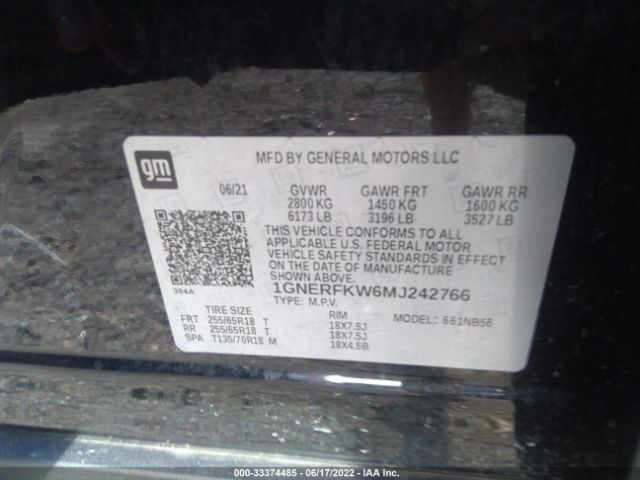 gm
MFD BY GENERAL MOTORS LLC
06/21 GVWR GAWR FRT GAWR RR
2800 KG 1450 KG 1600 KG
6173 LB 3196 LB 3527 LB
THIS VEHICLE CONFORMS TO ALL
APPLICABLE U.S. FEDERAL MOTOR
VEHICLE SAFETY STANDARDS IN EFFECT
ON THE DATE OF MANUFACTURE
SHOWN ABOVE.
384A
1GNERFKW6MJ242766
TYPE: M.P.V.
TIRE SIZE RIM MODEL: 661NB56
FRT 255/65R18 T 18X7.5J
RR 255/65R18 T 18X7.5J
SPA T135/70R18 M 18X4.5B
000-33374485 - 06/17/2022 - IAA Inc.